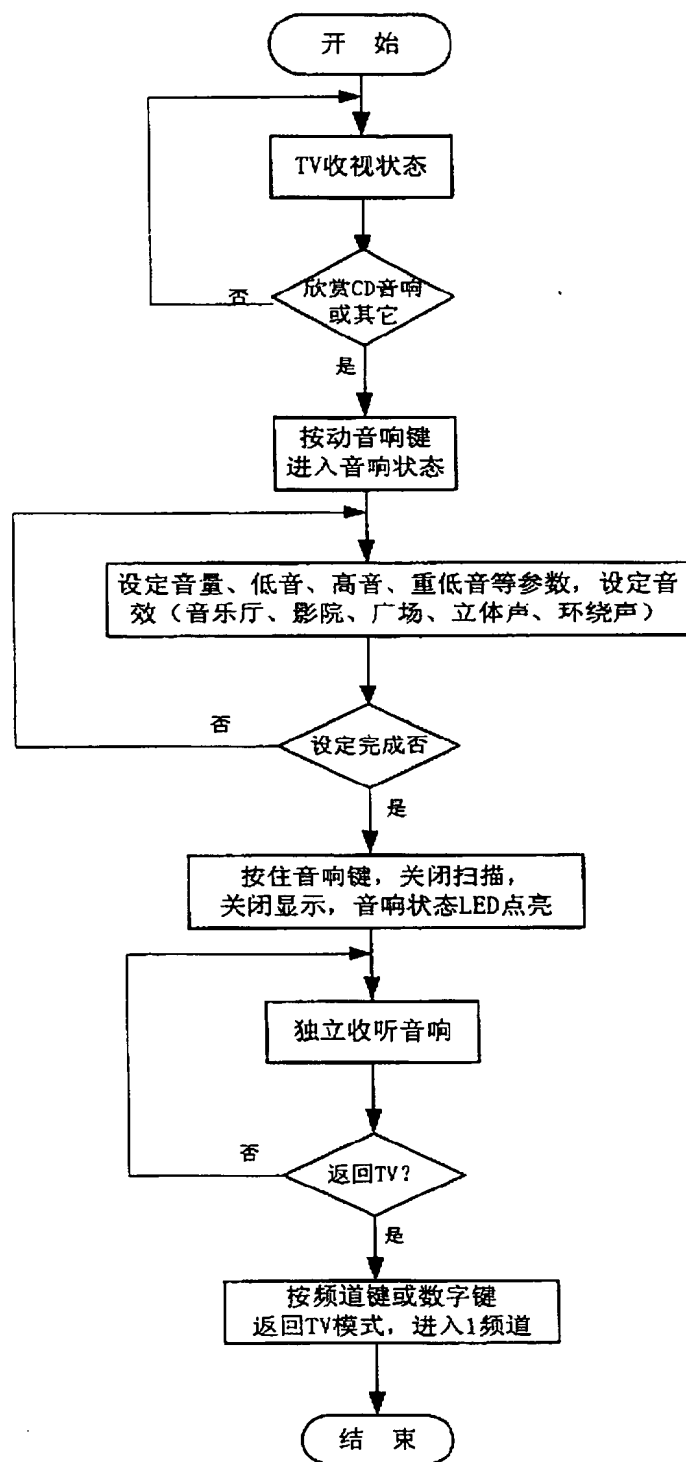 开 始
TV收视状态
欣赏CD音响
或其它
否
是
按动音响键
进入音响状态
设定音量、低音、高音、重低音等参数，设定音
效（音乐厅、影院、广场、立体声、环绕声）
否
设定完成否
是
按住音响键，关闭扫描，
关闭显示，音响状态LED点亮
独立收听音响
否
返回TV？
是
按频道键或数字键
返回TV模式，进入1频道
结 束